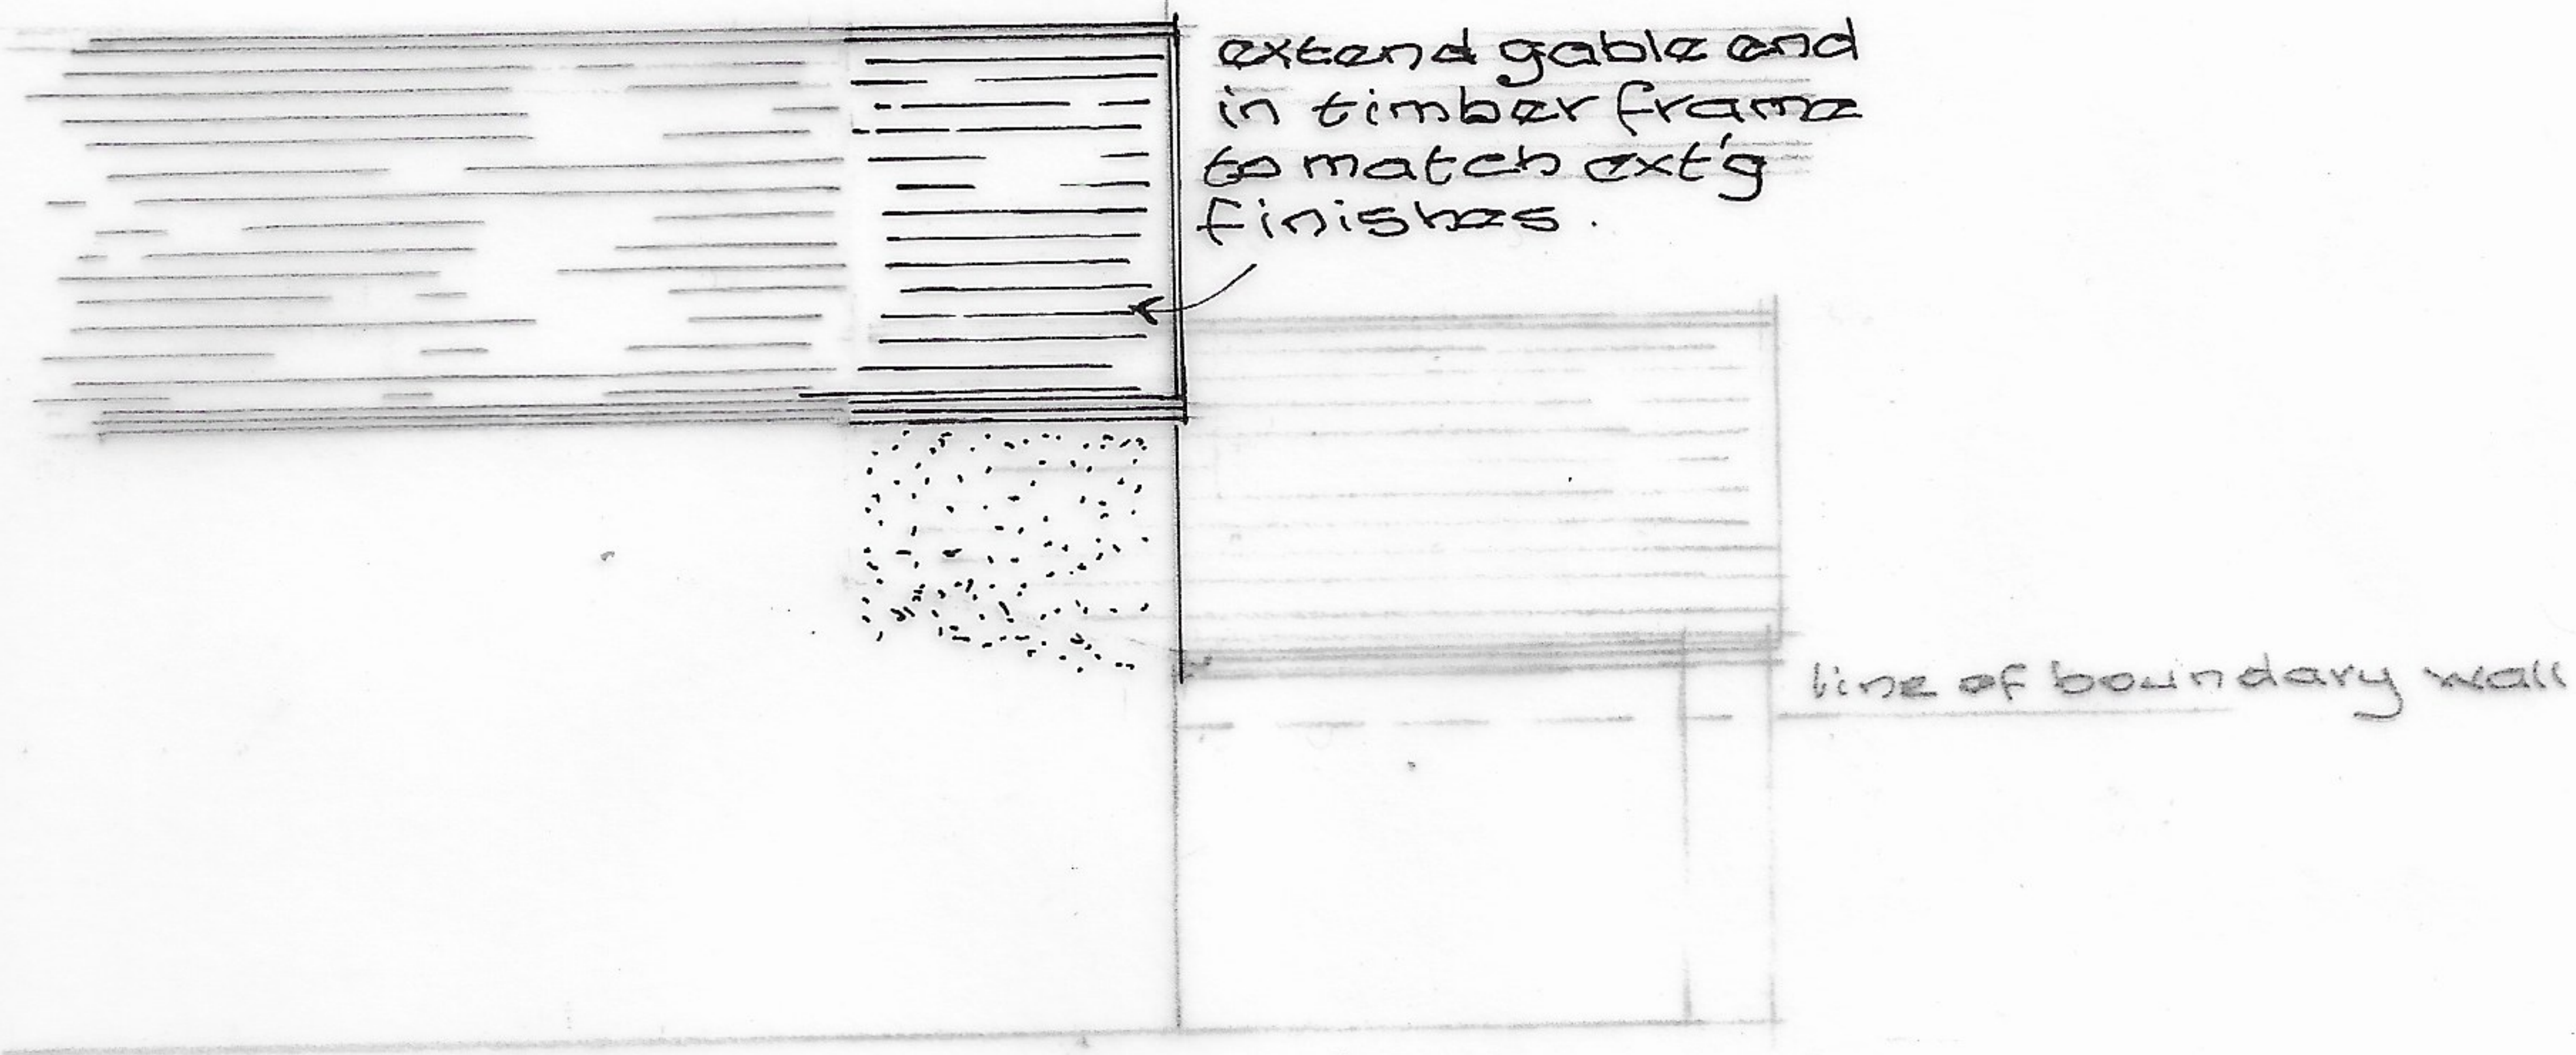 extend gable end
in timber frame
to match ext'g
finishes.
line of boundary wall